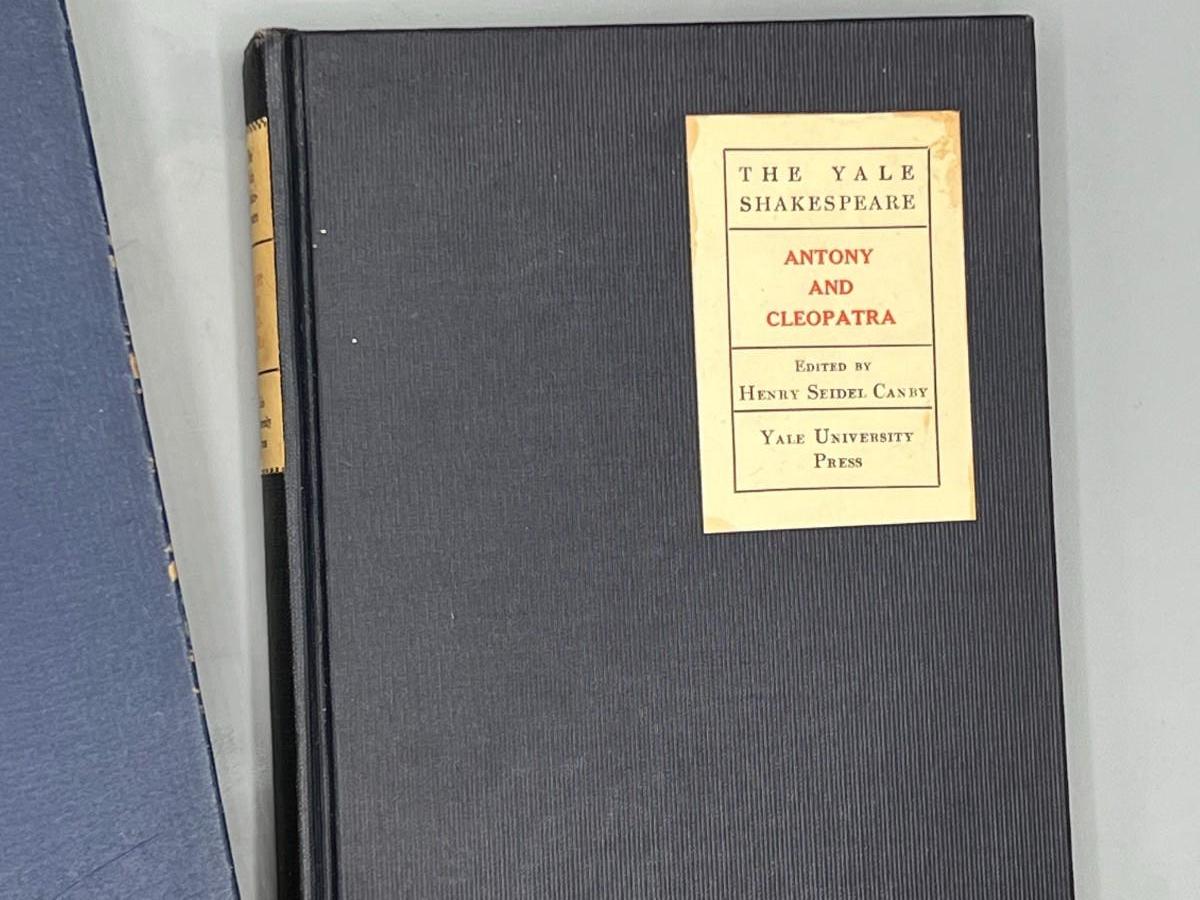 THE YALE
SHAKESPEARE
ANTONY
AND
CLEOPATRA
EDITED BY
HENRY SEIDEL CANBY
YALE UNIVERSITY
PRESS